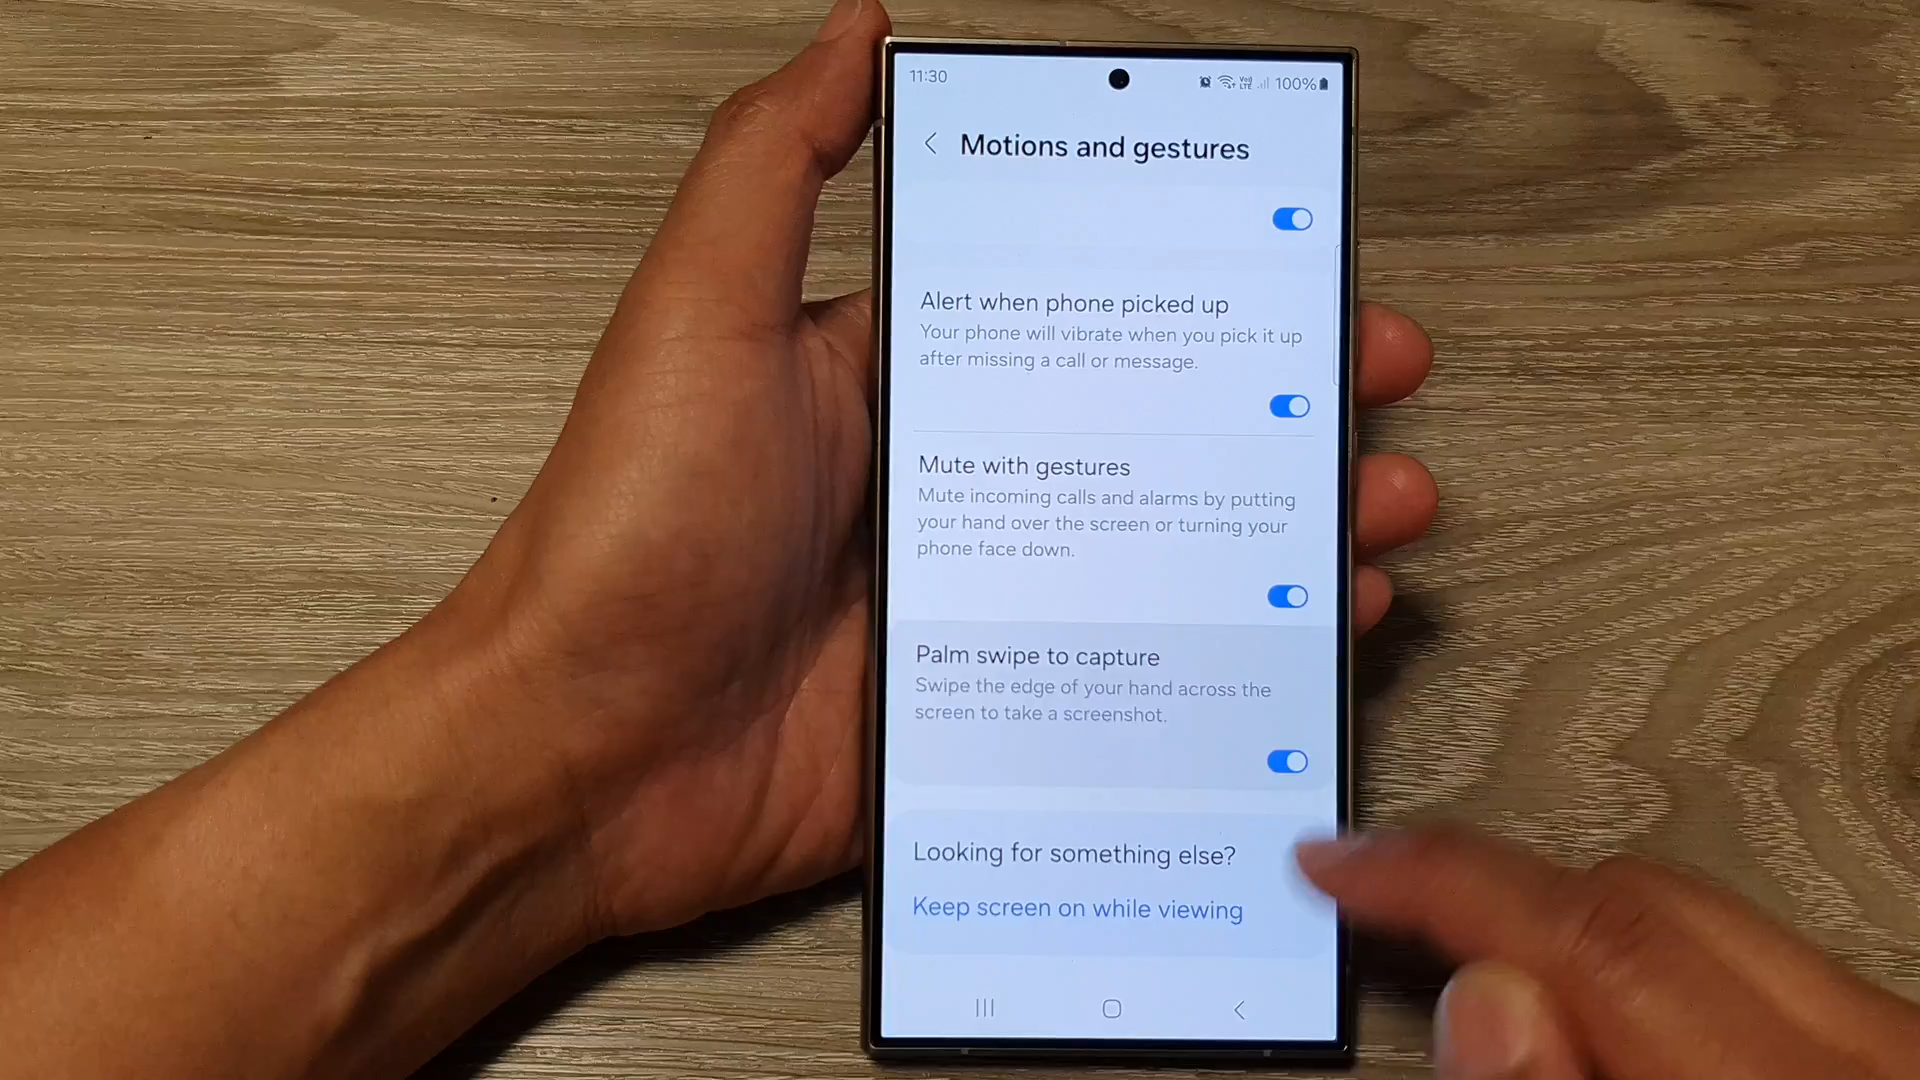 11:30
100%
Motions and gestures
Alert when phone picked up
Your phone will vibrate when you pick it up
after missing a call or message.
Mute with gestures
Mute incoming calls and alarms by putting
your hand over the screen or turning your
phone face down.
Palm swipe to capture
Swipe the edge of your hand across the
screen to take a screenshot.
Looking for something else?
Keep screen on while viewing